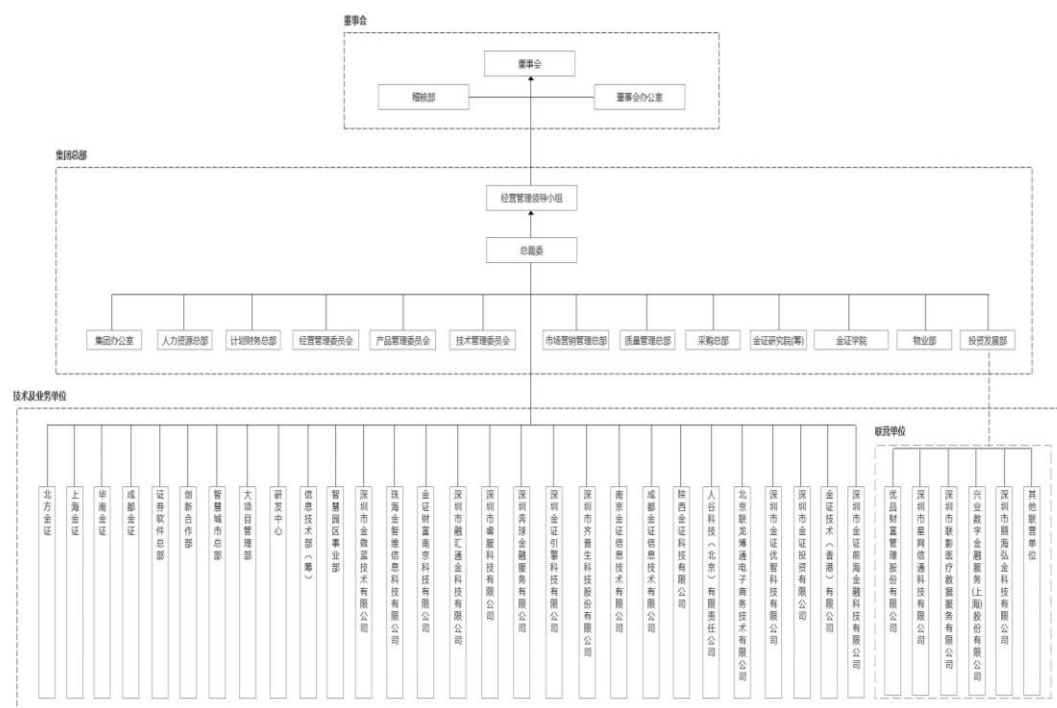 董事会
董事会
稽核部
董事会办公室
集团总部
经营管理领导小组
总裁委
集团办公室
人力资源总部
计划财务总部
经营管理委员会
产品管理委员会
技术管理委员会
市场营销管理总部
质量管理总部
采购总部
金证研究院(筹)
金证学院
物业部
投资发展部
技术及业务单位
北方金证
上海金证
华南金证
成都金证
证券软件总部
创新合作部
智慧城市总部
大项目管理部
研发中心
信息技术部（筹）
智慧园区事业部
深圳市金微蓝技术有限公司
珠海金智维信息科技有限公司
金证财富南京科技有限公司
深圳市融汇通金科技有限公司
深圳市睿服科技有限公司
深圳奔球金融服务有限公司
深圳金证引擎科技有限公司
深圳市齐普生科技股份有限公司
南京金证信息技术有限公司
成都金证信息技术有限公司
陕西金证科技有限公司
人谷科技（北京）有限责任公司
北京联龙博通电子商务技术有限公司
深圳市金证优智科技有限公司
深圳市金证投资有限公司
金证技术（香港）有限公司
深圳市金证前海金融科技有限公司
联营单位
优品财富管理股份有限公司
深圳市星网信通科技有限公司
深圳市联影医疗数据服务有限公司
兴业数字金融服务(上海)股份有限公司
深圳市丽海弘金科技有限公司
其他联营单位